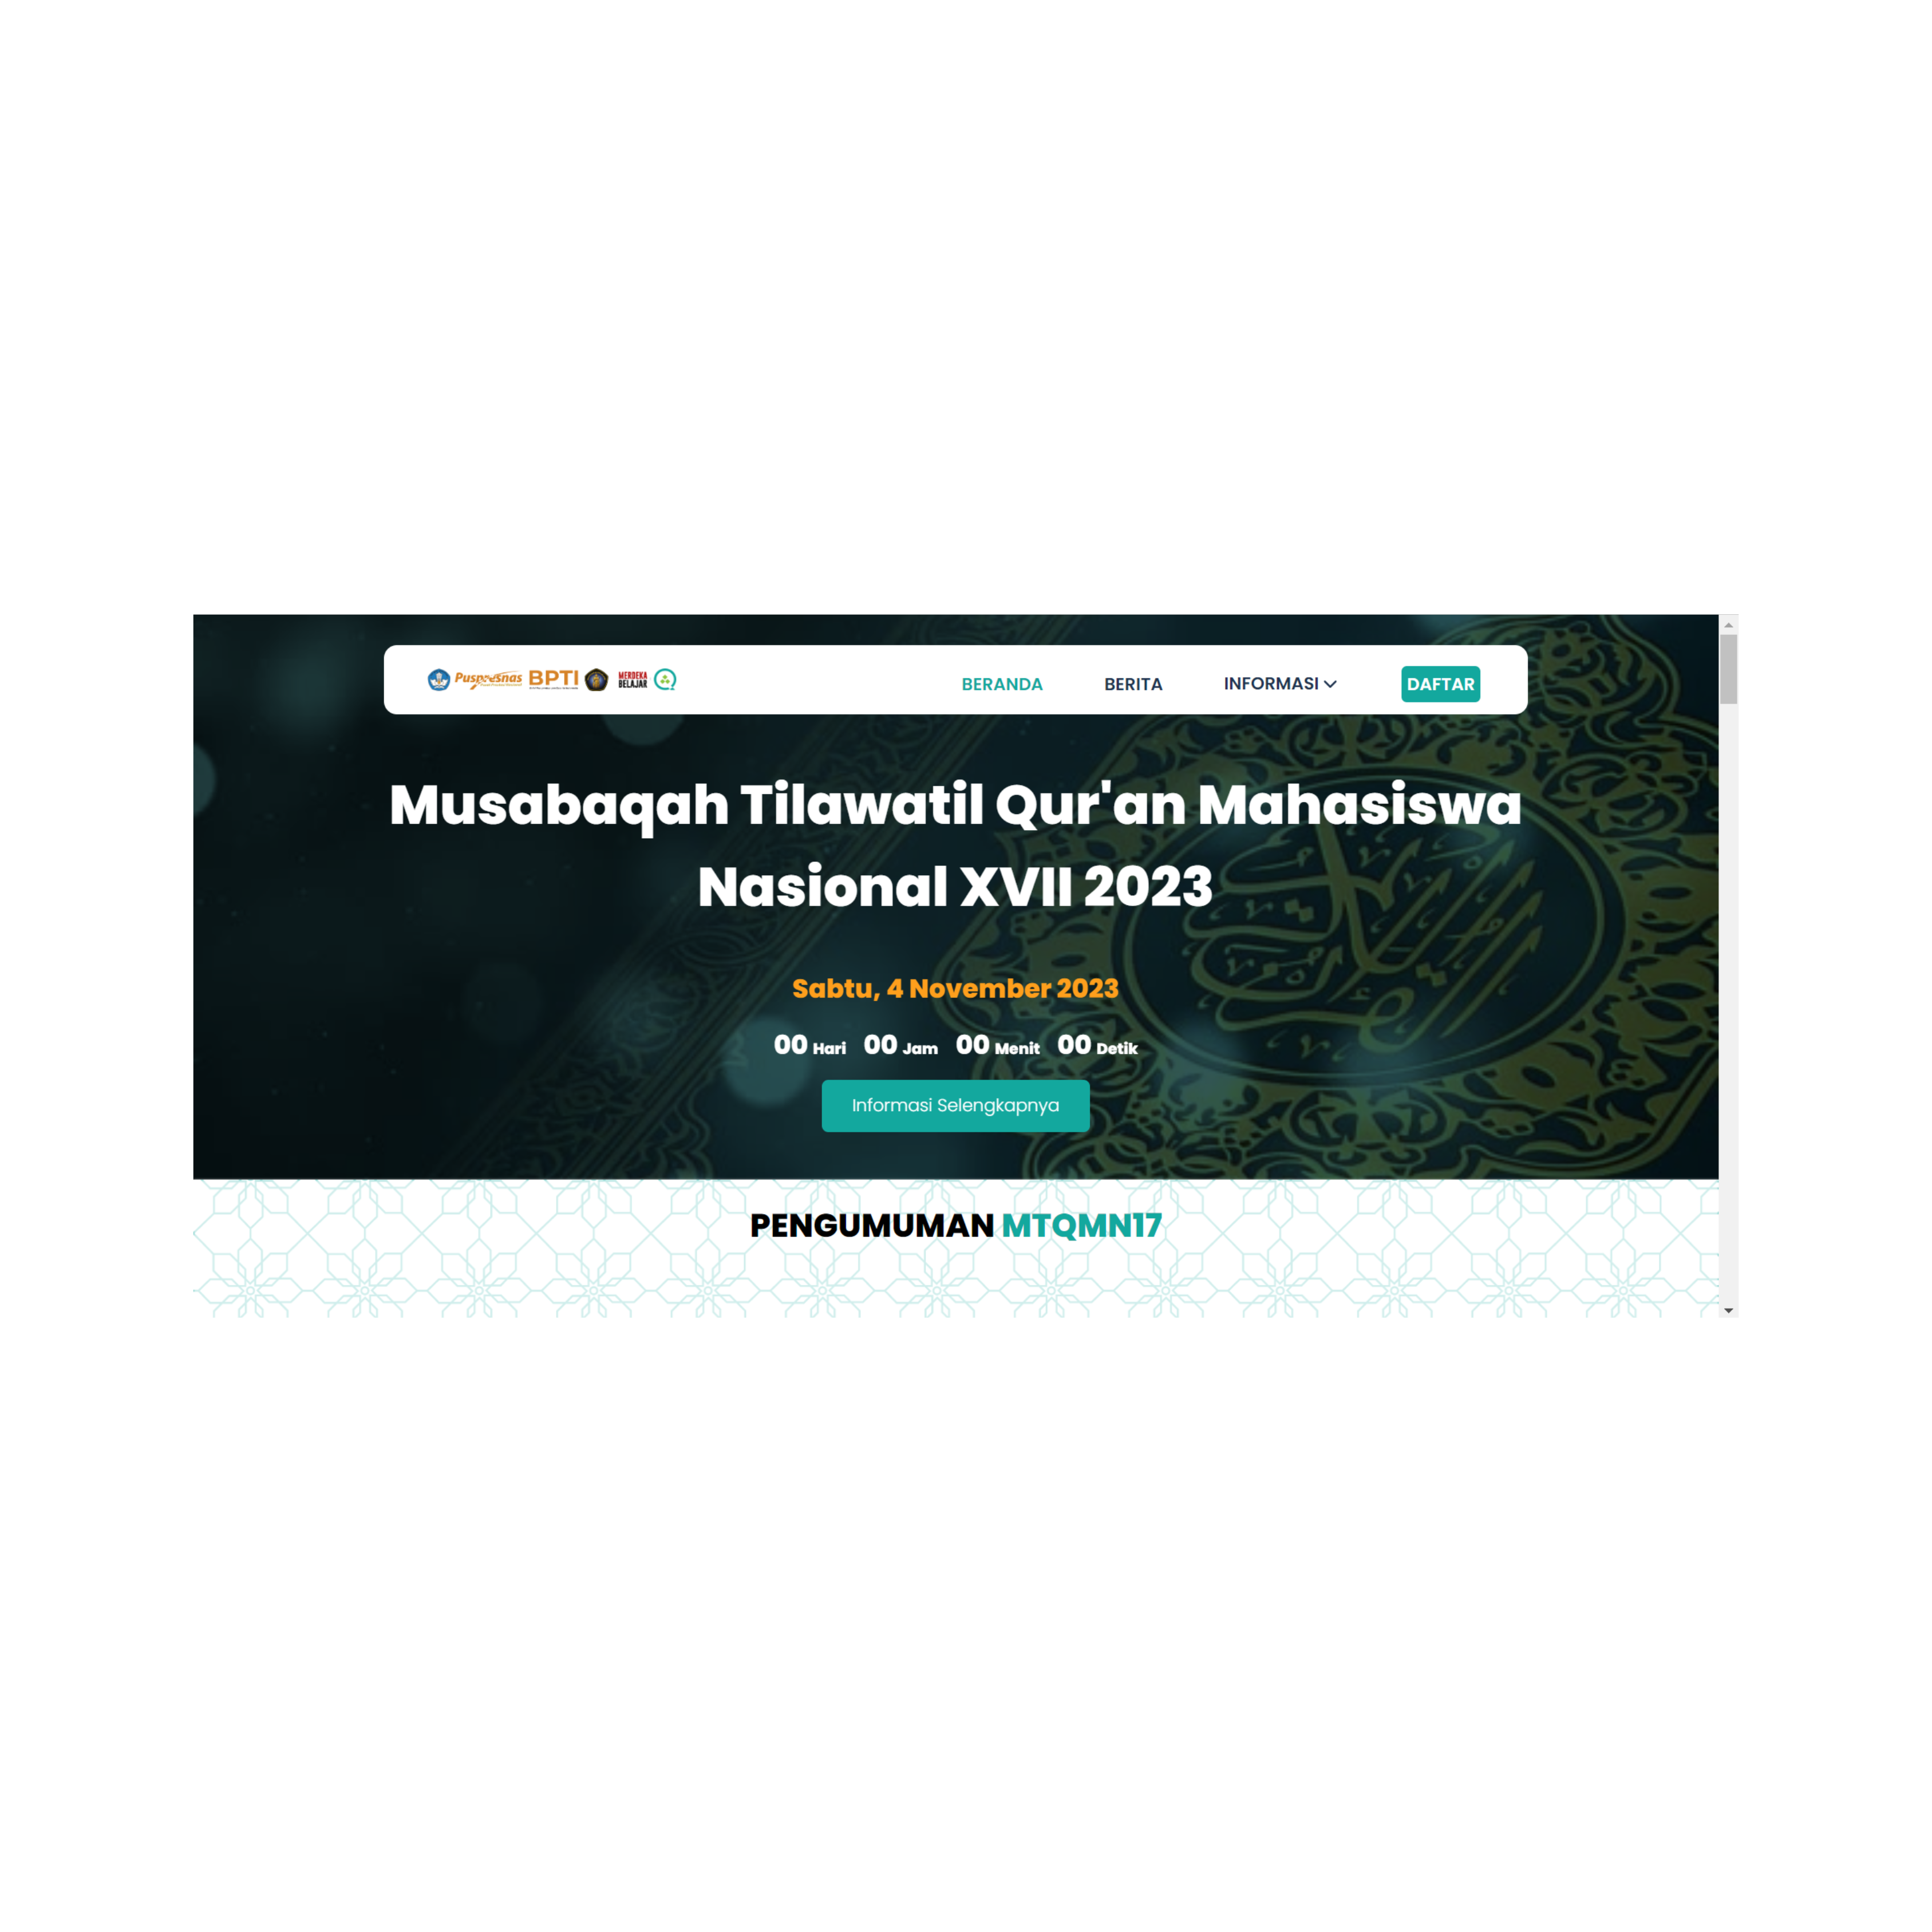 Puspresnas BPTI MERDEKA BELAJAR
BERANDA BERITA INFORMASI DAFTAR
Musabaqah Tilawatil Qur'an Mahasiswa
Nasional XVII 2023
Sabtu, 4 November 2023
00 Hari 00 Jam 00 Menit 00 Detik
Informasi Selengkapnya
PENGUMUMAN MTQMN17